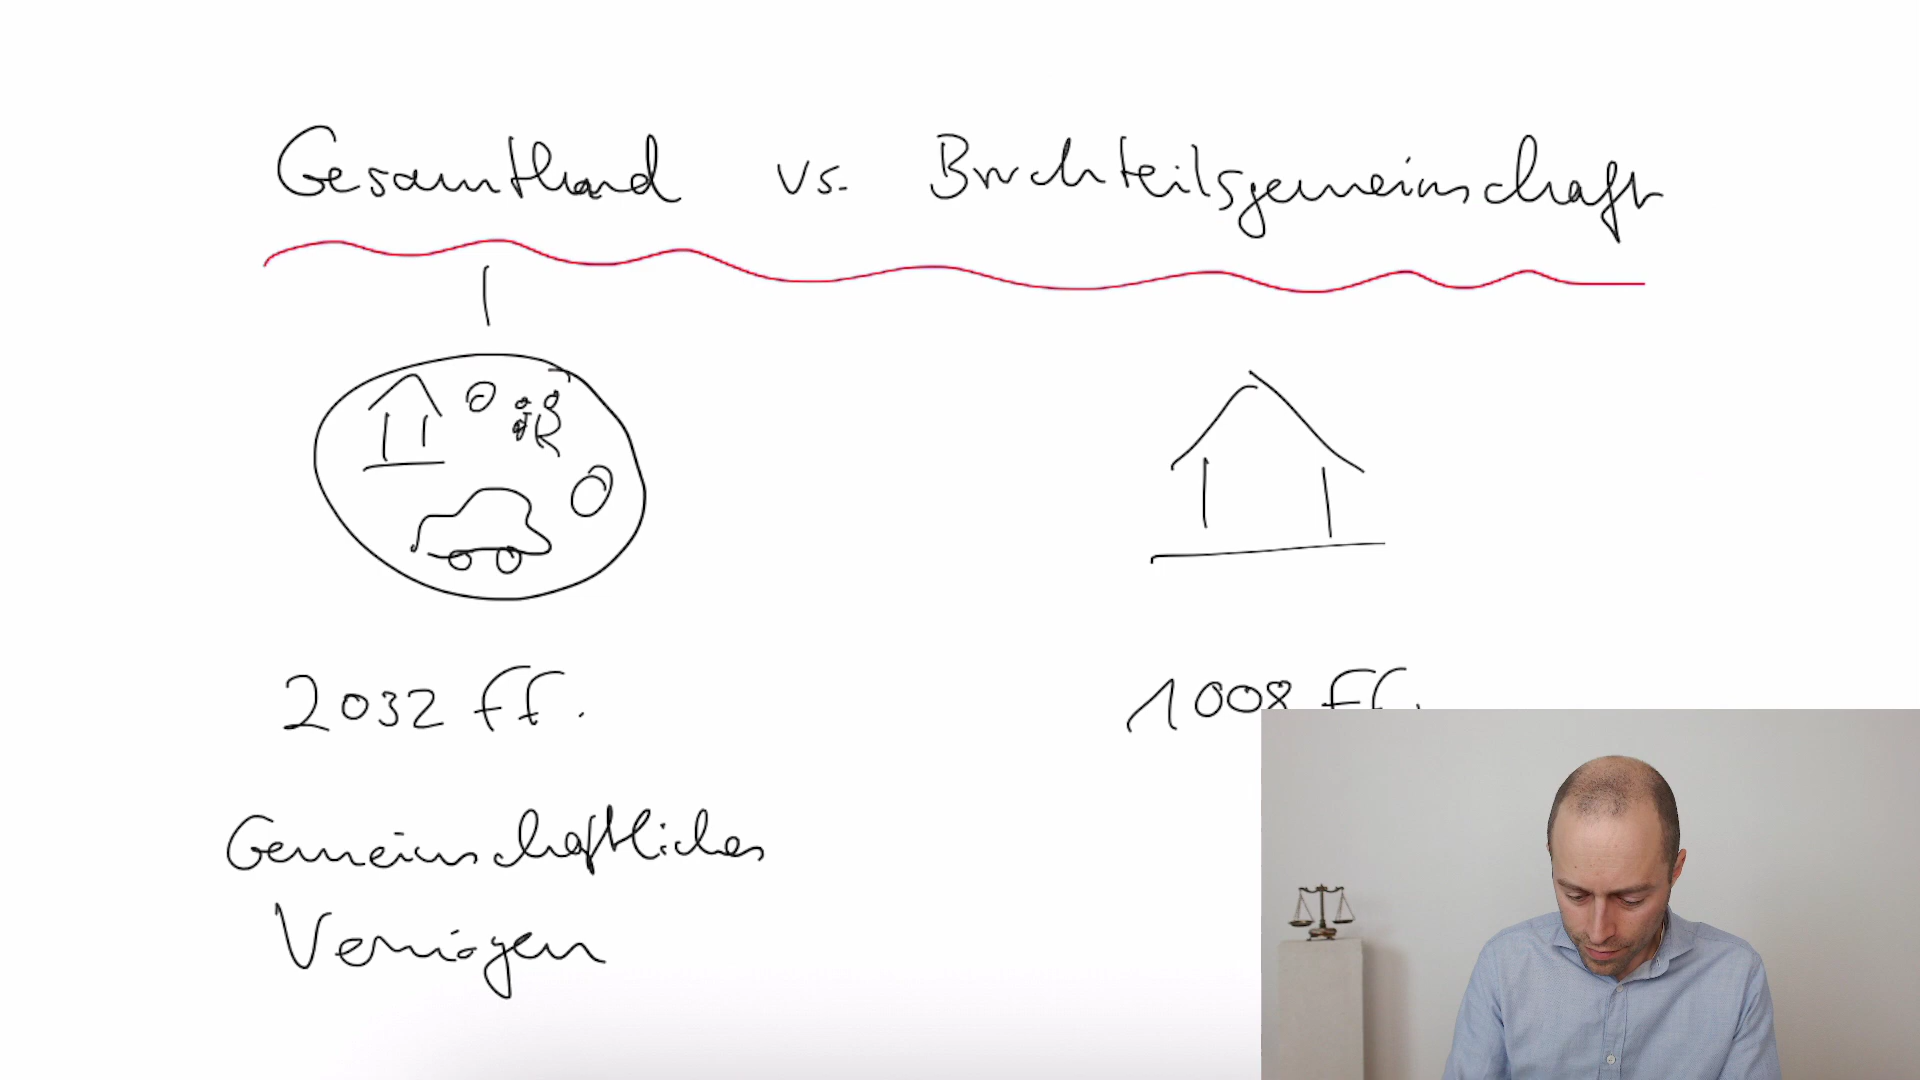 Gesamthand vs. Bruchteilsgemeinschaft
2032 ff. 1008 ff.
Gemeinschaftliches
Vermögen